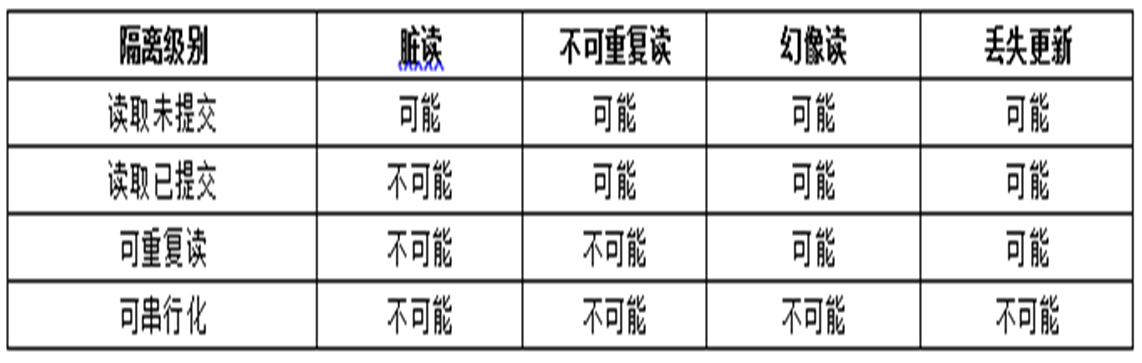 隔离级别 脏读 不可重复读 幻像读 丢失更新
读取未提交 可能 可能 可能 可能
读取已提交 不可能 可能 可能 可能
可重复读 不可能 不可能 可能 可能
可串行化 不可能 不可能 不可能 不可能